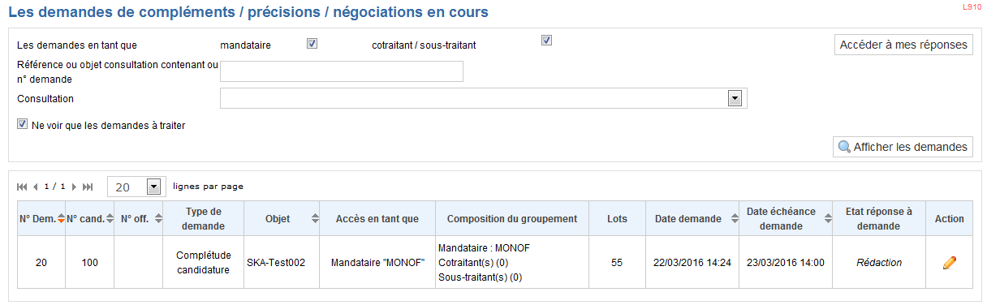 Les demandes de compléments / précisions / négociations en cours
L910
Les demandes en tant que mandataire cotraitant / sous-traitant
Accéder à mes réponses
Référence ou objet consultation contenant ou
n° demande
Consultation
Ne voir que les demandes à traiter
Afficher les demandes
1 / 1 20 lignes par page
N° Dem. N° cand. N° off. Type de demande Objet Accès en tant que Composition du groupement Lots Date demande Date échéance demande Etat réponse à demande Action
20 100 Complétude candidature SKA-Test002 Mandataire "MONOF" Mandataire : MONOF
Cotraitant(s) (0)
Sous-traitant(s) (0)
55 22/03/2016 14:24 23/03/2016 14:00 Rédaction